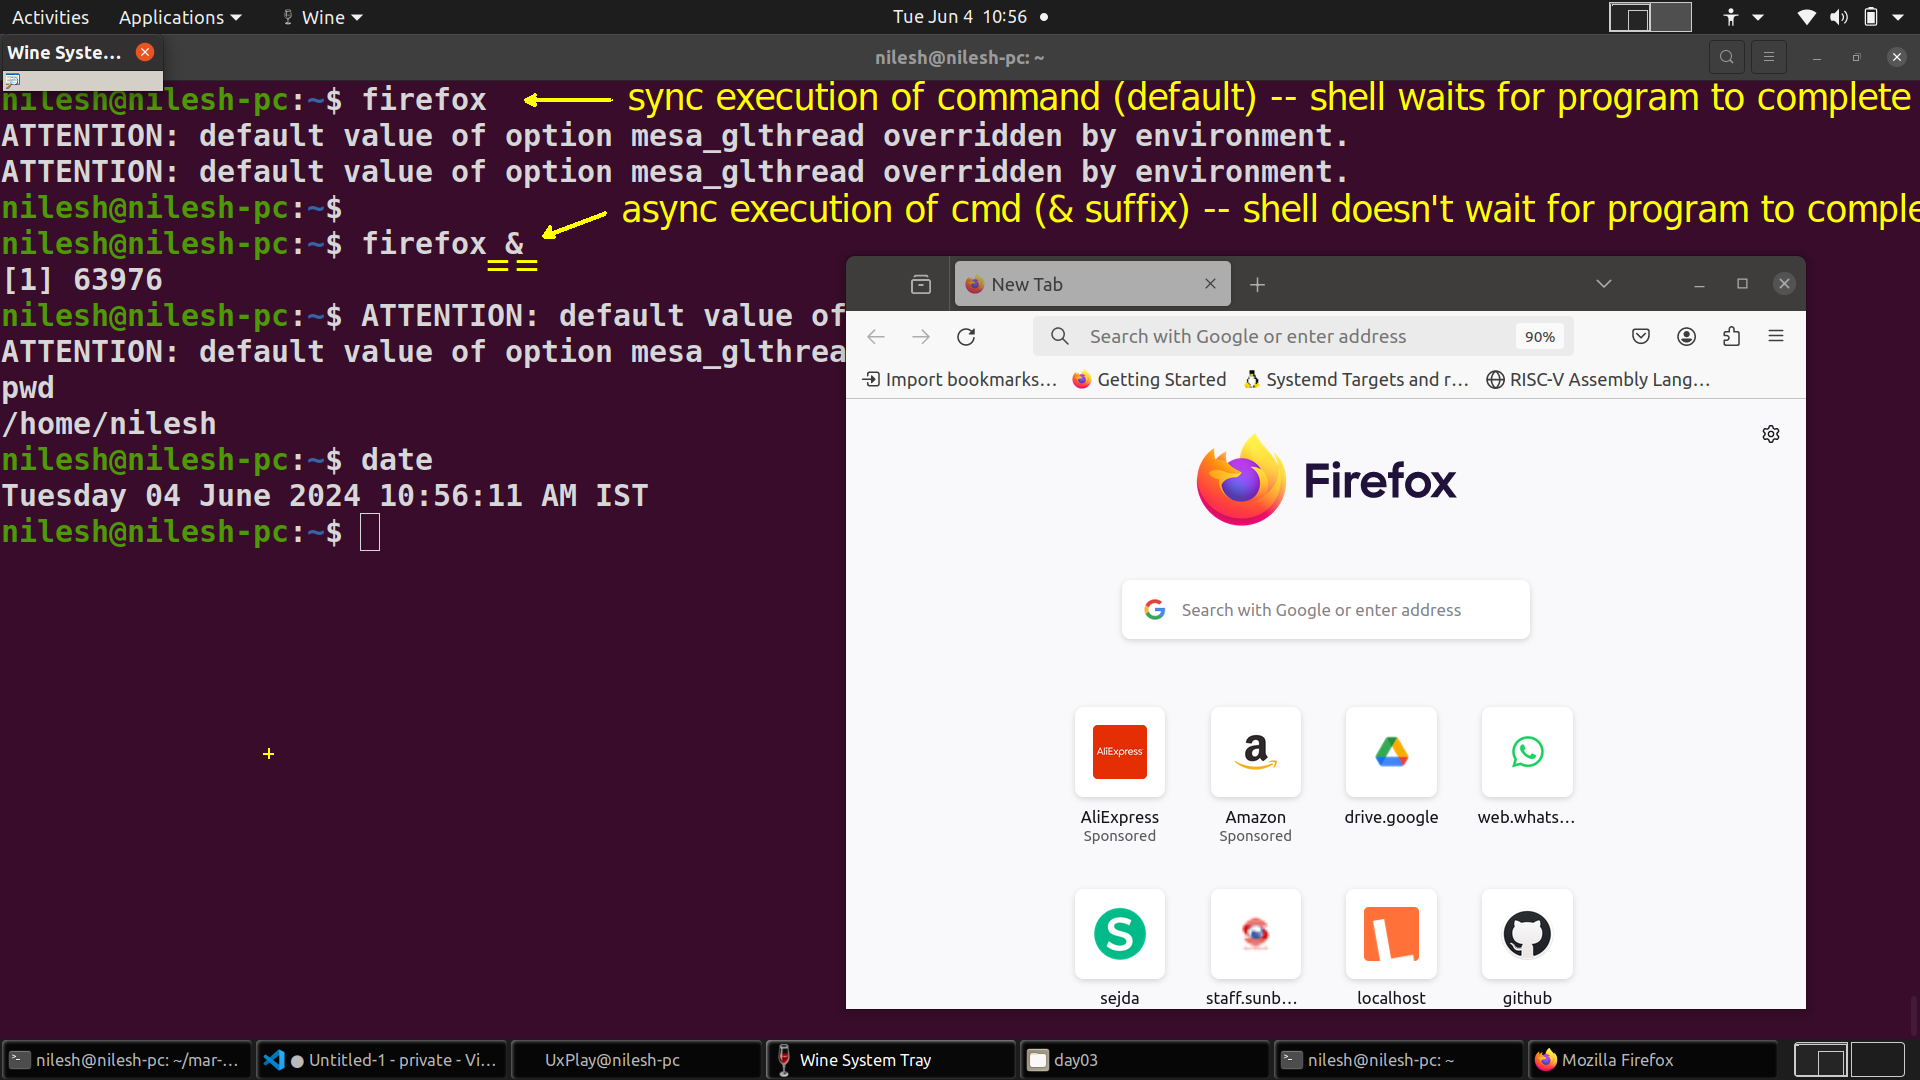 Activities Applications Wine Tue Jun 4 10:56
Wine Syste...
nilesh@nilesh-pc: ~
nilesh@nilesh-pc:~$ firefox sync execution of command (default) -- shell waits for program to complete
ATTENTION: default value of option mesa_glthread overridden by environment.
ATTENTION: default value of option mesa_glthread overridden by environment.
nilesh@nilesh-pc:~$
async execution of cmd (& suffix) -- shell doesn't wait for program to comple
nilesh@nilesh-pc:~$ firefox &
==
[1] 63976
nilesh@nilesh-pc:~$ ATTENTION: default value of
ATTENTION: default value of option mesa_glthrea
pwd
/home/nilesh
nilesh@nilesh-pc:~$ date
Tuesday 04 June 2024 10:56:11 AM IST
nilesh@nilesh-pc:~$
New Tab
Search with Google or enter address 90%
Import bookmarks... Getting Started Systemd Targets and r... RISC-V Assembly Lang...
Firefox
G Search with Google or enter address
AliExpress
a
AliExpress Amazon drive.google web.whats...
Sponsored Sponsored
S
sejda staff.sunb... localhost github
nilesh@nilesh-pc: ~/mar-... ● Untitled-1 - private - Vi... UxPlay@nilesh-pc Wine System Tray day03 nilesh@nilesh-pc: ~ Mozilla Firefox